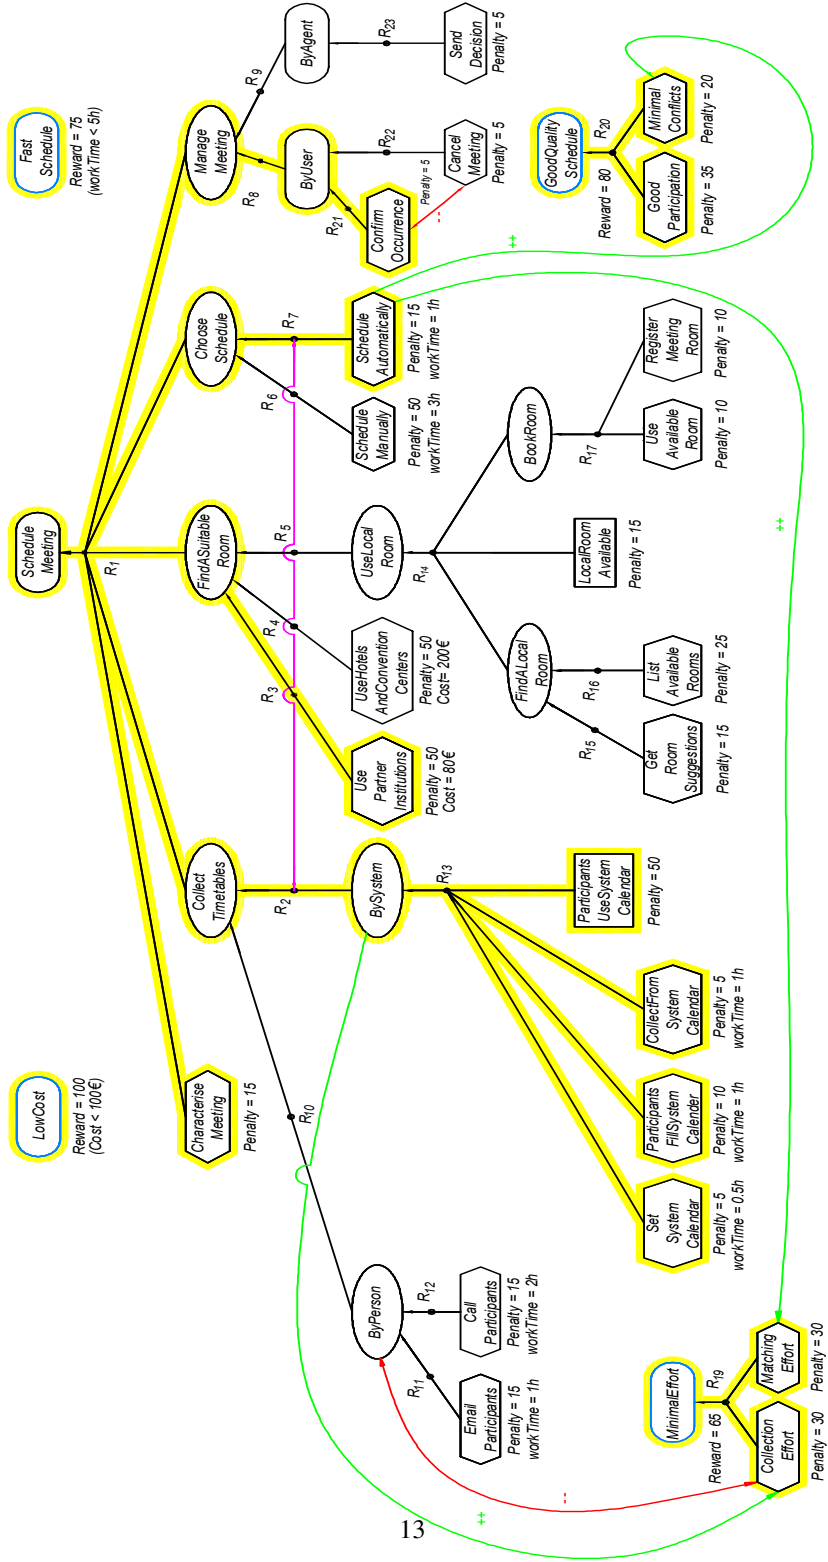 LowCost
Reward = 100
(Cost < 100€)
Schedule
Meeting
Fast
Schedule
Reward = 75
(workTime < 5h)
R1
Characterise
Meeting
Penalty = 15
Collect
Timetables
FindASuitable
Room
Choose
Schedule
Manage
Meeting
R10
R2
R3
R4
R5
R6
R7
R8
R9
ByPerson
BySystem
Use
Partner
Institutions
Penalty = 50
Cost = 80€
UseHotels
AndConvention
Centers
Penalty = 50
Cost= 200€
UseLocal
Room
Schedule
Manually
Penalty = 50
workTime = 3h
Schedule
Automatically
Penalty = 15
workTime = 1h
ByUser
ByAgent
R11
R12
R13
R14
R21
R22
R23
Email
Participants
Penalty = 15
workTime = 1h
Call
Participants
Penalty = 15
workTime = 2h
Confirm
Occurrence
Penalty = 5
Cancel
Meeting
Penalty = 5
Send
Decision
Penalty = 5
--
++
--
++
++
FindALocal
Room
LocalRoom
Available
Penalty = 15
BookRoom
R15
R16
R17
Set
System
Calendar
Penalty = 5
workTime = 0.5h
Participants
FillSystem
Calender
Penalty = 10
workTime = 1h
CollectFrom
System
Calendar
Penalty = 5
workTime = 1h
Participants
UseSystem
Calendar
Penalty = 50
Get
Room
Suggestions
Penalty = 15
List
Available
Rooms
Penalty = 25
Use
Available
Room
Penalty = 10
Register
Meeting
Room
Penalty = 10
MinimalEffort
Reward = 65
R19
Collection
Effort
Penalty = 30
Matching
Effort
Penalty = 30
GoodQuality
Schedule
Reward = 80
R20
Good
Participation
Penalty = 35
Minimal
Conflicts
Penalty = 20
13